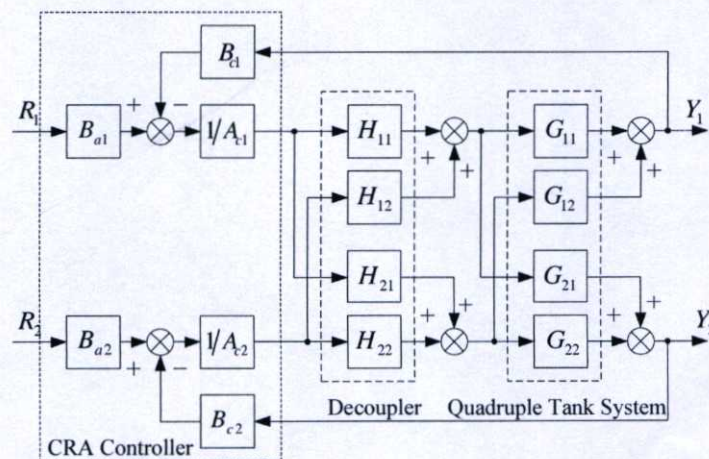 B_c1
R_1 + − B_a1 1/A_c1 H_11 + + G_11 + + Y_1
H_12 G_12
H_21 G_21
R_2 B_a2 + − 1/A_c2 H_22 + + G_22 + + Y
B_c2
Decoupler Quadruple Tank System
CRA Controller